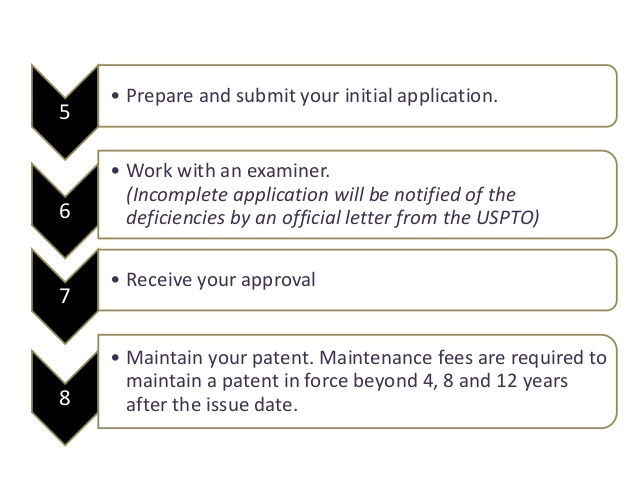 5
• Prepare and submit your initial application.
6
• Work with an examiner.
(Incomplete application will be notified of the
deficiencies by an official letter from the USPTO)
7
• Receive your approval
8
• Maintain your patent. Maintenance fees are required to
maintain a patent in force beyond 4, 8 and 12 years
after the issue date.